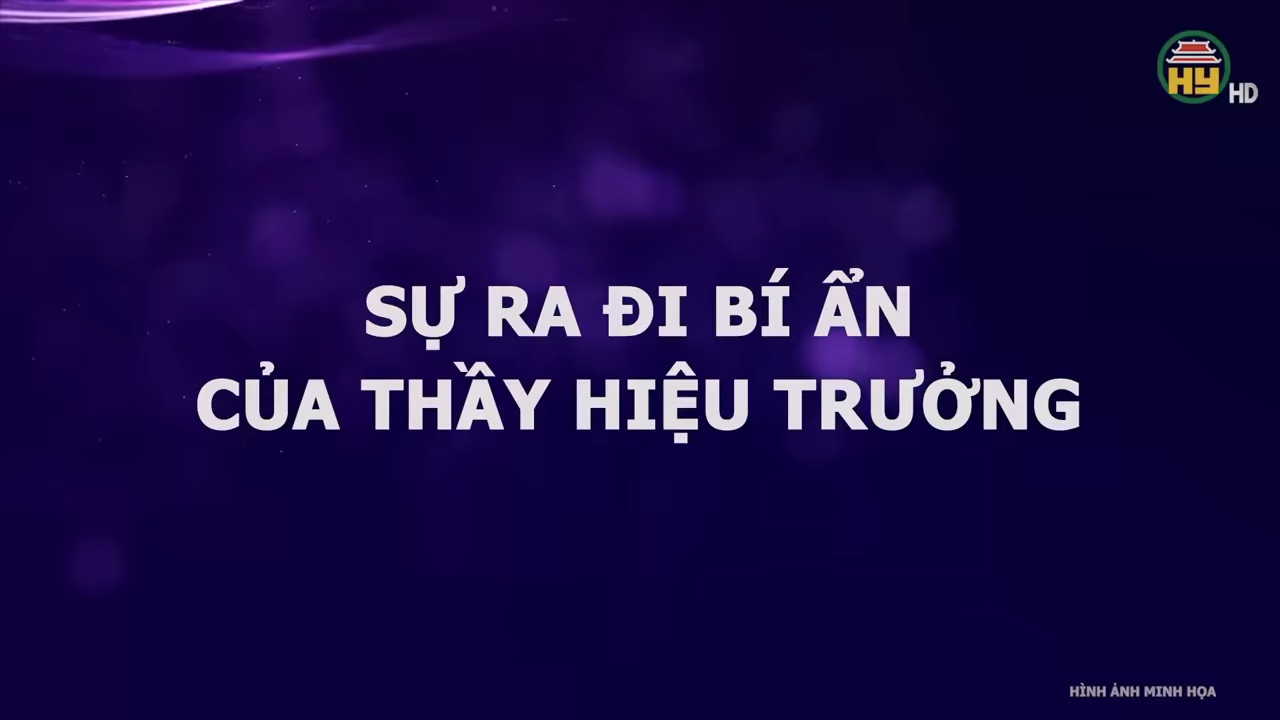 HY
HD
SỰ RA ĐI BÍ ẨN
CỦA THẦY HIỆU TRƯỞNG
HÌNH ẢNH MINH HỌA